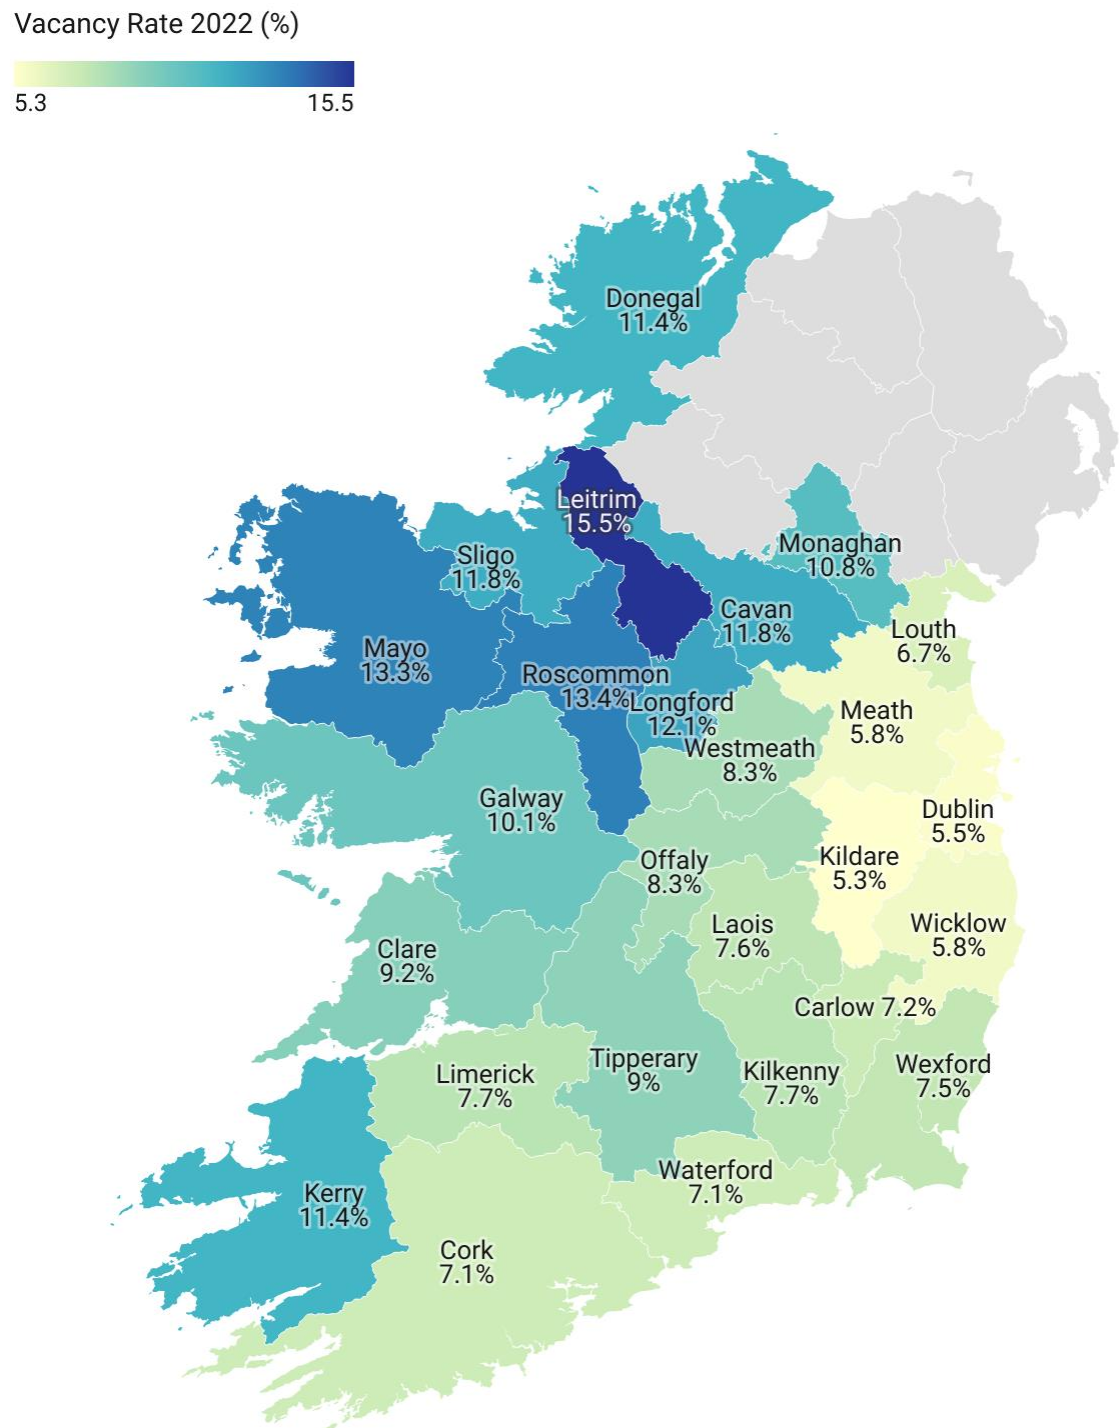 Vacancy Rate 2022 (%)
5.3 15.5
Donegal
11.4%
Leitrim
15.5%
Monaghan
10.8%
Sligo
11.8%
Cavan
11.8%
Louth
6.7%
Mayo
13.3%
Roscommon
13.4%
Longford
12.1%
Meath
5.8%
Westmeath
8.3%
Galway
10.1%
Dublin
5.5%
Kildare
5.3%
Offaly
8.3%
Laois
7.6%
Wicklow
5.8%
Clare
9.2%
Carlow 7.2%
Tipperary
9%
Limerick
7.7%
Kilkenny
7.7%
Wexford
7.5%
Waterford
7.1%
Kerry
11.4%
Cork
7.1%